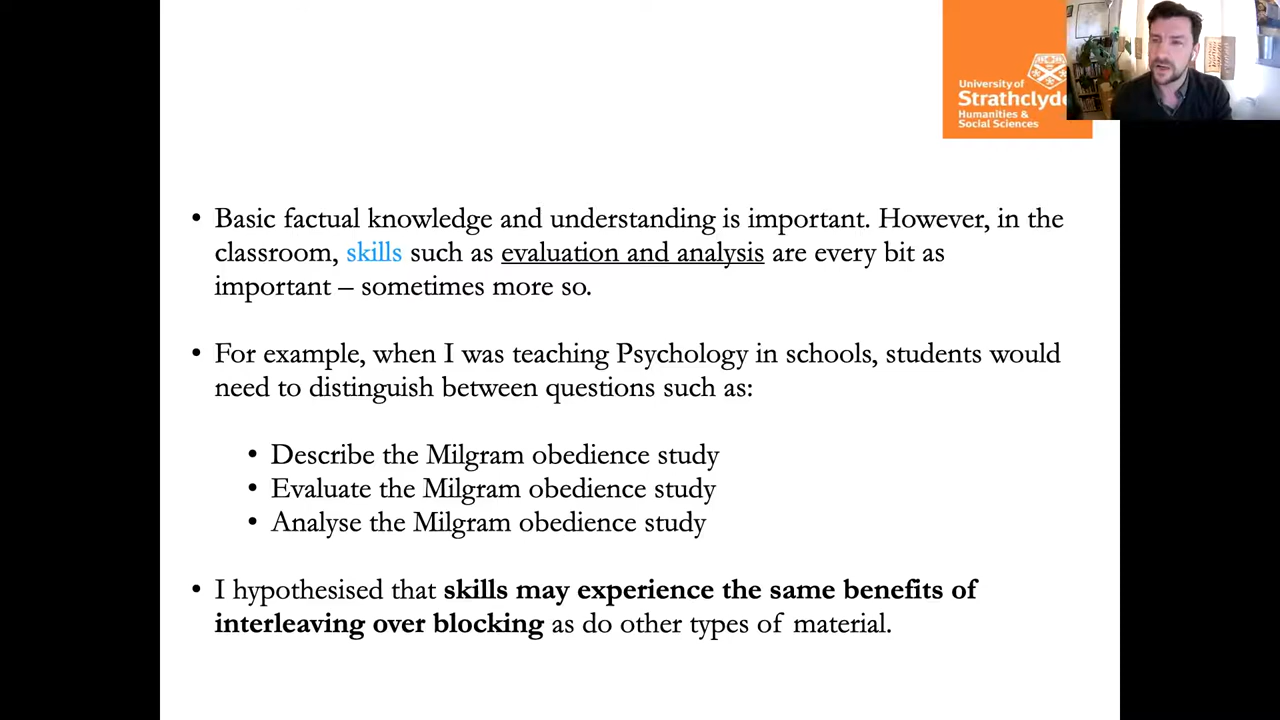 University of
Strathclyde
Humanities &
Social Sciences
• Basic factual knowledge and understanding is important. However, in the
classroom, skills such as evaluation and analysis are every bit as
important – sometimes more so.
• For example, when I was teaching Psychology in schools, students would
need to distinguish between questions such as:
• Describe the Milgram obedience study
• Evaluate the Milgram obedience study
• Analyse the Milgram obedience study
• I hypothesised that skills may experience the same benefits of
interleaving over blocking as do other types of material.